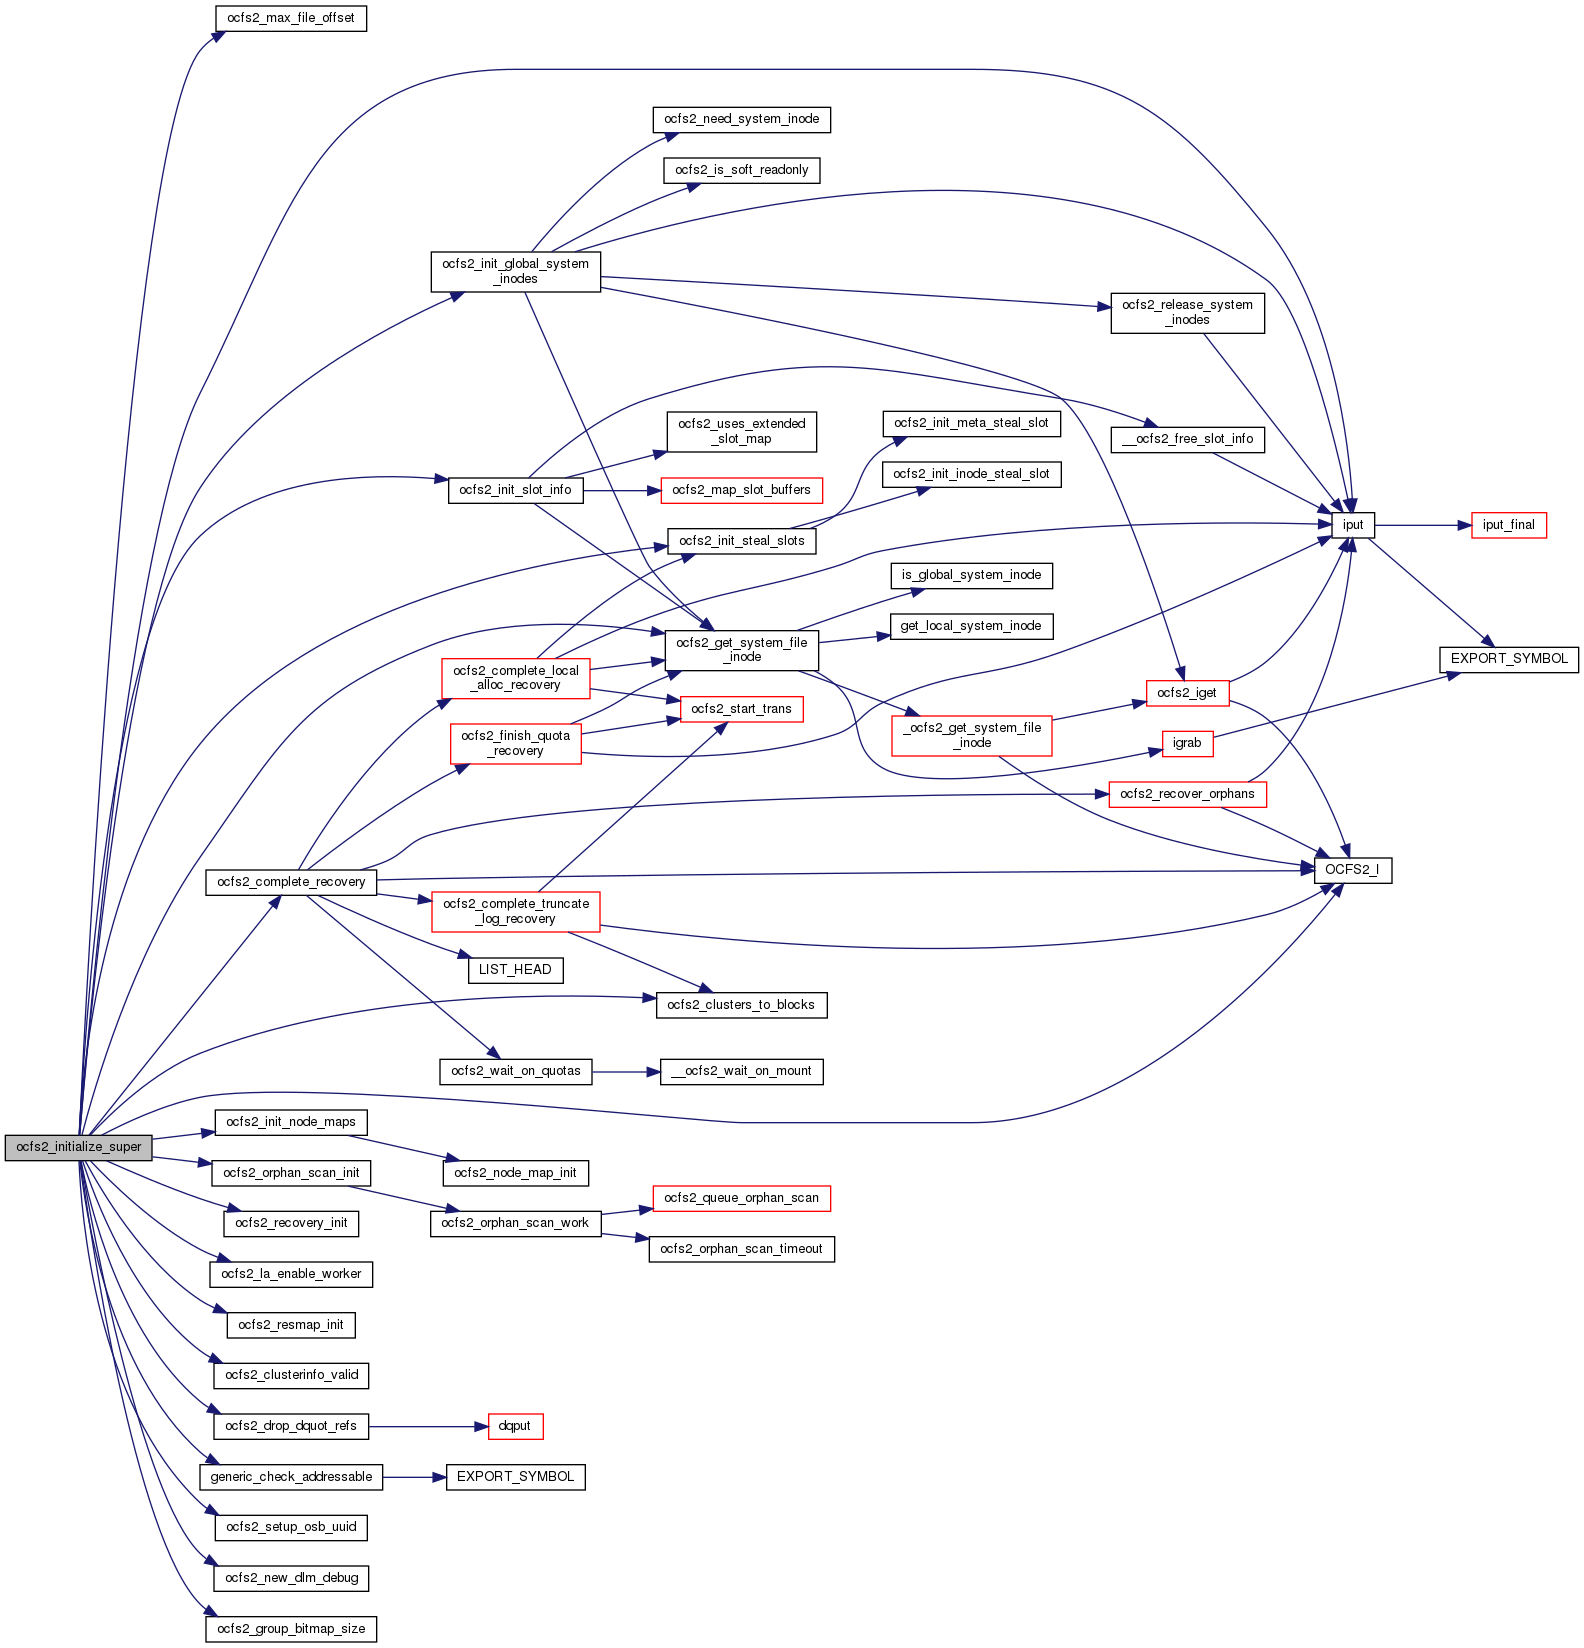 ocfs2_max_file_offset
ocfs2_need_system_inode
ocfs2_is_soft_readonly
ocfs2_init_global_system
_inodes
ocfs2_release_system
_inodes
ocfs2_uses_extended
_slot_map
ocfs2_init_meta_steal_slot
__ocfs2_free_slot_info
ocfs2_init_slot_info
ocfs2_map_slot_buffers
ocfs2_init_inode_steal_slot
ocfs2_init_steal_slots
iput
iput_final
is_global_system_inode
get_local_system_inode
ocfs2_get_system_file
_inode
EXPORT_SYMBOL
ocfs2_complete_local
_alloc_recovery
ocfs2_iget
ocfs2_start_trans
ocfs2_finish_quota
_recovery
_ocfs2_get_system_file
_inode
igrab
ocfs2_recover_orphans
ocfs2_complete_recovery
OCFS2_I
ocfs2_complete_truncate
_log_recovery
LIST_HEAD
ocfs2_clusters_to_blocks
ocfs2_wait_on_quotas
__ocfs2_wait_on_mount
ocfs2_init_node_maps
ocfs2_initialize_super
ocfs2_orphan_scan_init
ocfs2_node_map_init
ocfs2_queue_orphan_scan
ocfs2_recovery_init
ocfs2_orphan_scan_work
ocfs2_orphan_scan_timeout
ocfs2_la_enable_worker
ocfs2_resmap_init
ocfs2_clusterinfo_valid
ocfs2_drop_dquot_refs
dqput
generic_check_addressable
EXPORT_SYMBOL
ocfs2_setup_osb_uuid
ocfs2_new_dlm_debug
ocfs2_group_bitmap_size